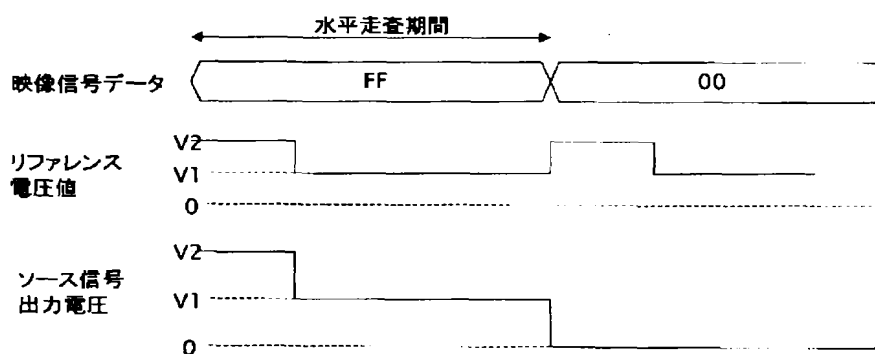 水平走査期間
映像信号データ
FF
00
リファレンス
電圧値
V2
V1
0
ソース信号
出力電圧
V2
V1
0